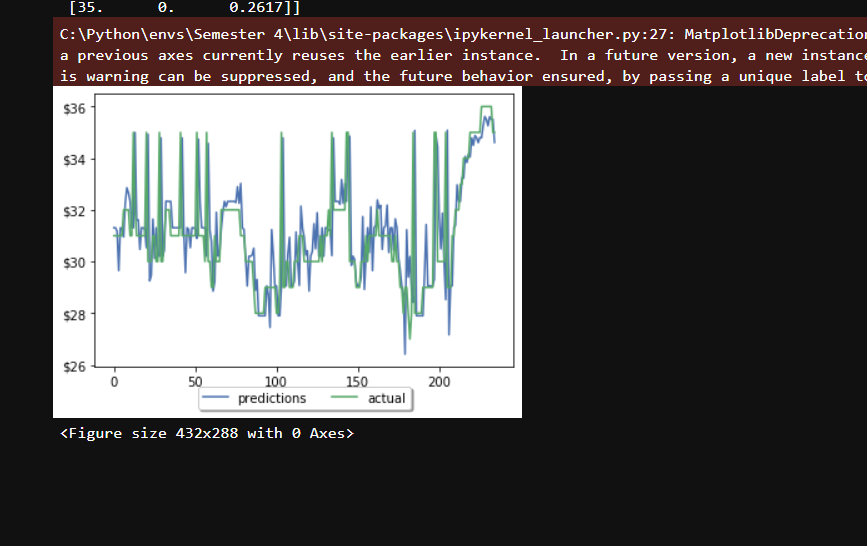 [35. 0. 0.2617]]
C:\Python\envs\Semester 4\lib\site-packages\ipykernel_launcher.py:27: MatplotlibDeprecation
a previous axes currently reuses the earlier instance. In a future version, a new instance
is warning can be suppressed, and the future behavior ensured, by passing a unique label to
$36
$34
$32
$30
$28
$26
0 50 100 150 200
predictions actual
<Figure size 432x288 with 0 Axes>